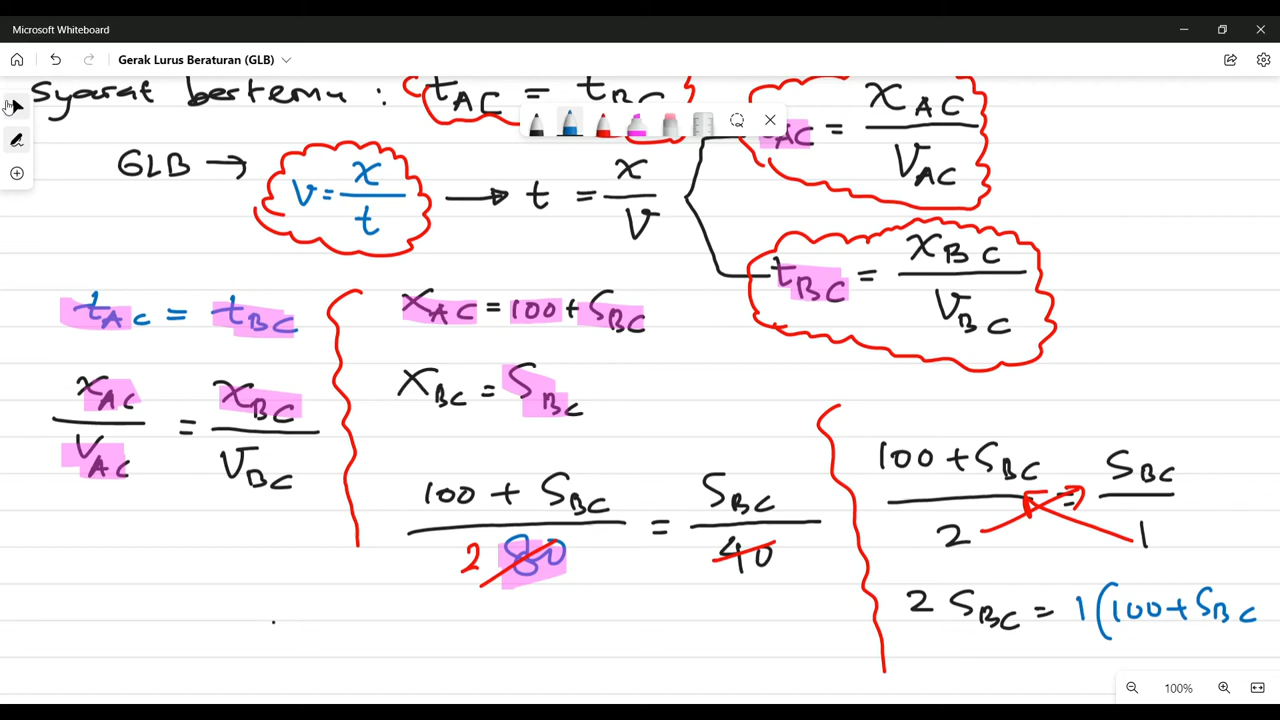 Microsoft Whiteboard
Gerak Lurus Beraturan (GLB)
Syarat bertemu : tAC = tBC
tAC = xAC / VAC
GLB → V = x / t → t = x / V
tBC = xBC / VBC
tAC = tBC
xAC / VAC = xBC / VBC
xAC = 100 + SBC
xBC = SBC
100 + SBC / 2 80 = SBC / 40
100 + SBC / 2 = SBC / 1
2 SBC = 1(100 + SBC
100%